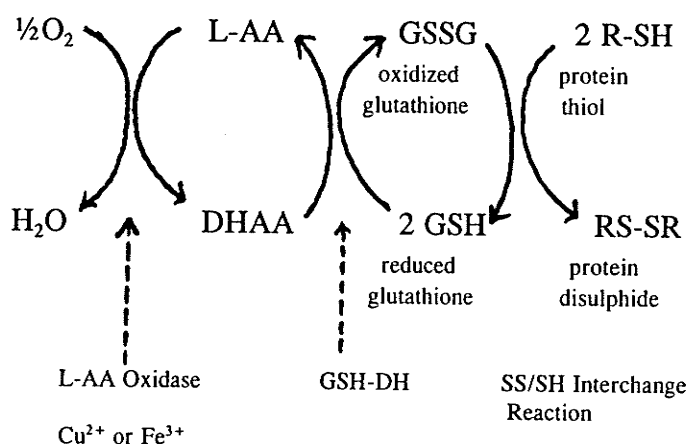 ½O₂ L-AA GSSG 2 R-SH
oxidized protein
glutathione thiol
H₂O DHAA 2 GSH RS-SR
reduced protein
glutathione disulphide
L-AA Oxidase GSH-DH SS/SH Interchange
Reaction
Cu²⁺ or Fe³⁺